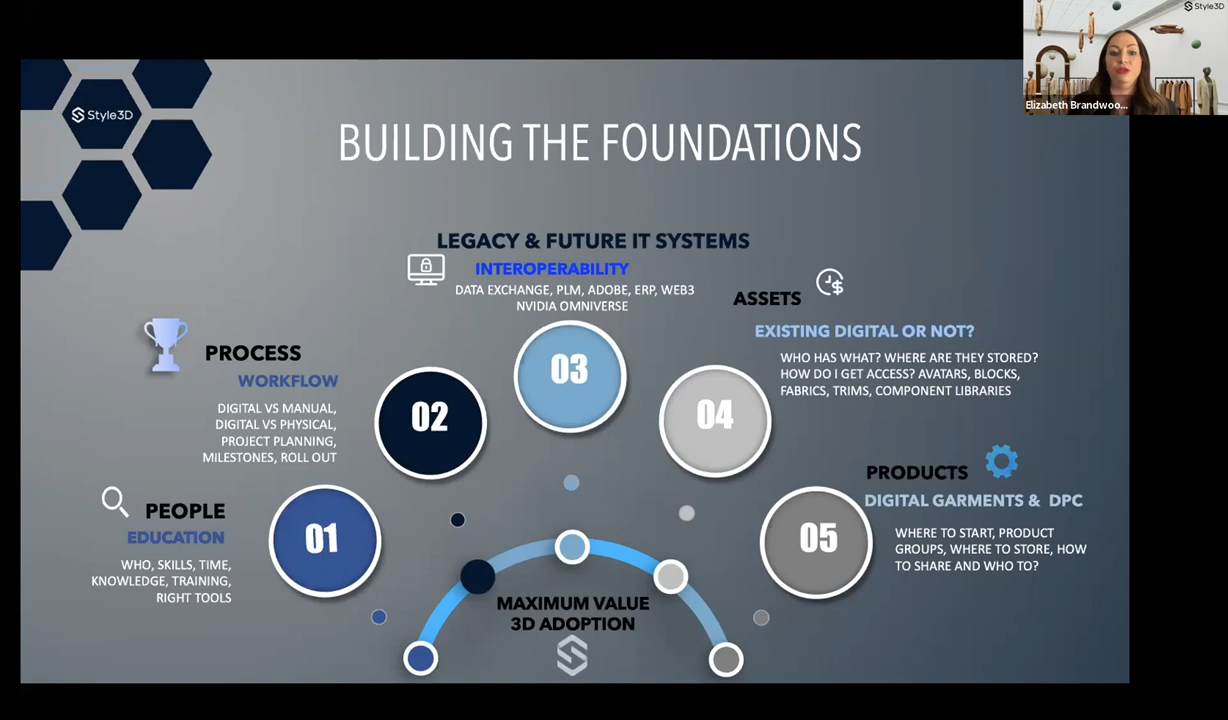 Style3D
Elizabeth Brandwoo...
Style3D
BUILDING THE FOUNDATIONS
LEGACY & FUTURE IT SYSTEMS
INTEROPERABILITY
DATA EXCHANGE, PLM, ADOBE, ERP, WEB3
NVIDIA OMNIVERSE
03
ASSETS
EXISTING DIGITAL OR NOT?
WHO HAS WHAT? WHERE ARE THEY STORED?
HOW DO I GET ACCESS? AVATARS, BLOCKS,
FABRICS, TRIMS, COMPONENT LIBRARIES
04
PROCESS
WORKFLOW
DIGITAL VS MANUAL,
DIGITAL VS PHYSICAL,
PROJECT PLANNING,
MILESTONES, ROLL OUT
02
PEOPLE
EDUCATION
WHO, SKILLS, TIME,
KNOWLEDGE, TRAINING,
RIGHT TOOLS
01
PRODUCTS
DIGITAL GARMENTS & DPC
WHERE TO START, PRODUCT
GROUPS, WHERE TO STORE, HOW
TO SHARE AND WHO TO?
05
MAXIMUM VALUE
3D ADOPTION